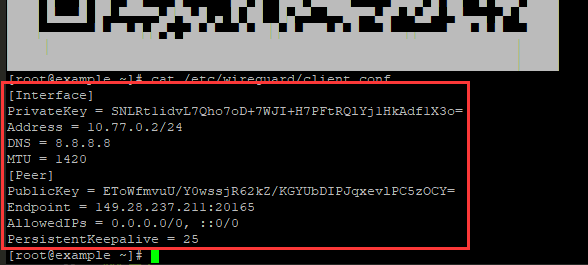 [root@example ~]# cat /etc/wireguard/client.conf
[Interface]
PrivateKey = SNLRt1idvL7Qho7oD+7WJI+H7PFtRQlYj1HkAdf1X3o=
Address = 10.77.0.2/24
DNS = 8.8.8.8
MTU = 1420
[Peer]
PublicKey = EToWfmvuU/Y0wssjR62kZ/KGYUbDIPJqxevlPC5zOCY=
Endpoint = 149.28.237.211:20165
AllowedIPs = 0.0.0.0/0, ::0/0
PersistentKeepalive = 25
[root@example ~]#